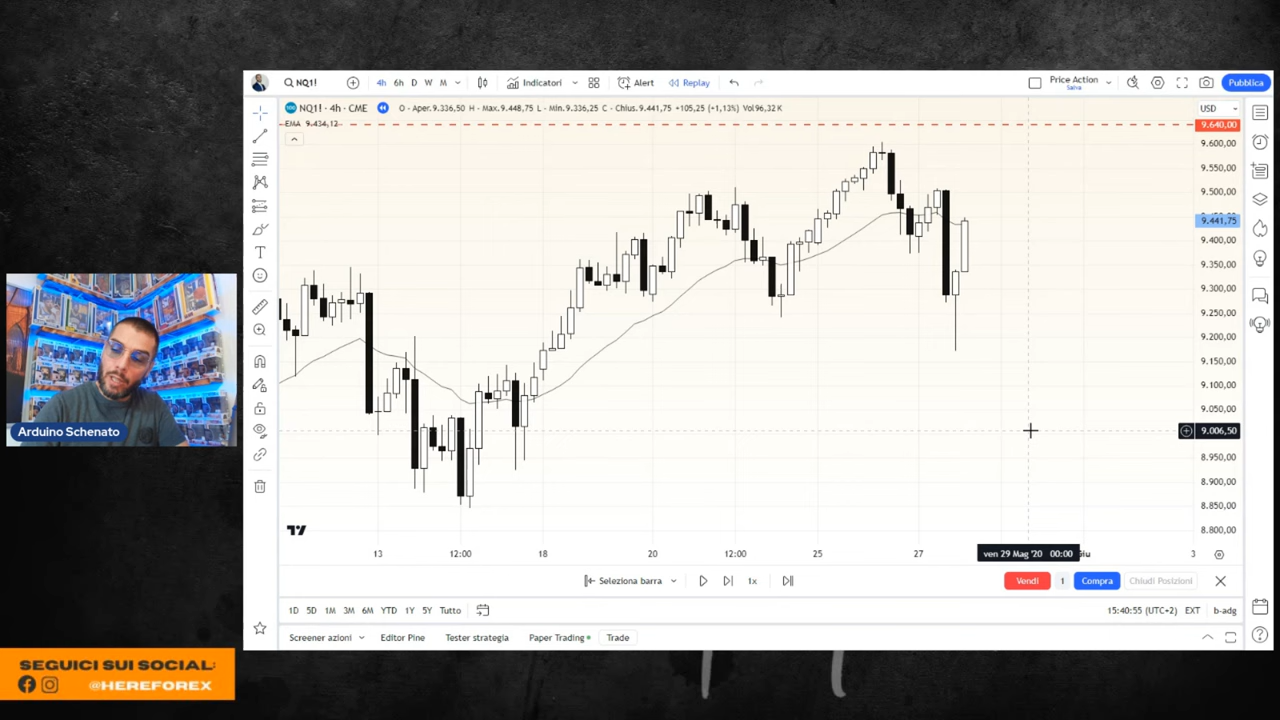 NQ1!
4h 6h D W M
Indicatori
Alert
Replay
Price Action
Salva
Pubblica
NQ1! · 4h · CME
O - Aper.9.336,50 H - Max.9.448,75 L - Min.9.336,25 C - Chius.9.441,75 +105,25 (+1,13%) Vol96,32 K
EMA 9.434,12
USD
9.640,00
9.600,00
9.550,00
9.500,00
9.441,75
9.400,00
9.350,00
9.300,00
9.250,00
9.200,00
9.150,00
9.100,00
9.050,00
9.006,50
8.950,00
8.900,00
8.850,00
8.800,00
Arduino Schenato
13 12:00 18 20 12:00 25 27 ven 29 Mag '20 00:00 3
Seleziona barra 1x Vendi 1 Compra Chiudi Posizioni
1D 5D 1M 3M 6M YTD 1Y 5Y Tutto
15:40:55 (UTC+2) EXT b-adg
Screener azioni Editor Pine Tester strategia Paper Trading Trade
SEGUICI SUI SOCIAL:
@HEREFOREX